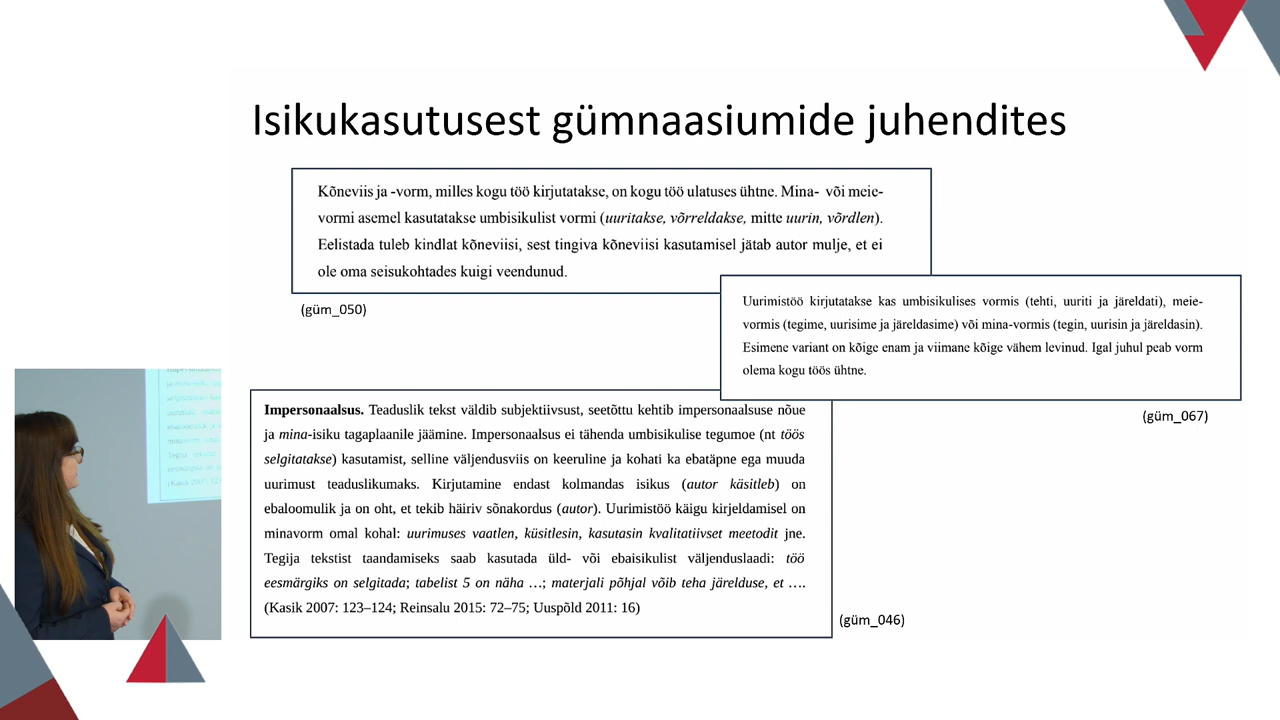 Isikukasutusest gümnaasiumide juhendites
Kõneviis ja -vorm, milles kogu töö kirjutatakse, on kogu töö ulatuses ühtne. Mina- või meie-
vormi asemel kasutatakse umbisikulist vormi (uuritakse, võrreldakse, mitte uurin, võrdlen).
Eelistada tuleb kindlat kõneviisi, sest tingiva kõneviisi kasutamisel jätab autor mulje, et ei
ole oma seisukohtades kuigi veendunud.
(güm_050)
Uurimistöö kirjutatakse kas umbisikulises vormis (tehti, uuriti ja järeldati), meie-
vormis (tegime, uurisime ja järeldasime) või mina-vormis (tegin, uurisin ja järeldasin).
Esimene variant on kõige enam ja viimane kõige vähem levinud. Igal juhul peab vorm
olema kogu töös ühtne.
(güm_067)
Impersonaalsus. Teaduslik tekst väldib subjektiivsust, seetõttu kehtib impersonaalsuse nõue
ja mina-isiku tagaplaanile jäämine. Impersonaalsus ei tähenda umbisikulise tegumoe (nt töös
selgitatakse) kasutamist, selline väljendusviis on keeruline ja kohati ka ebatäpne ega muuda
uurimust teaduslikumaks. Kirjutamine endast kolmandas isikus (autor käsitleb) on
ebaloomulik ja on oht, et tekib häiriv sõnakordus (autor). Uurimistöö käigu kirjeldamisel on
minavorm omal kohal: uurimuses vaatlen, küsitlesin, kasutasin kvalitatiivset meetodit jne.
Tegija tekstist taandamiseks saab kasutada üld- või ebaisikulist väljenduslaadi: töö
eesmärgiks on selgitada; tabelist 5 on näha …; materjali põhjal võib teha järelduse, et ….
(Kasik 2007: 123–124; Reinsalu 2015: 72–75; Uuspõld 2011: 16)
(güm_046)